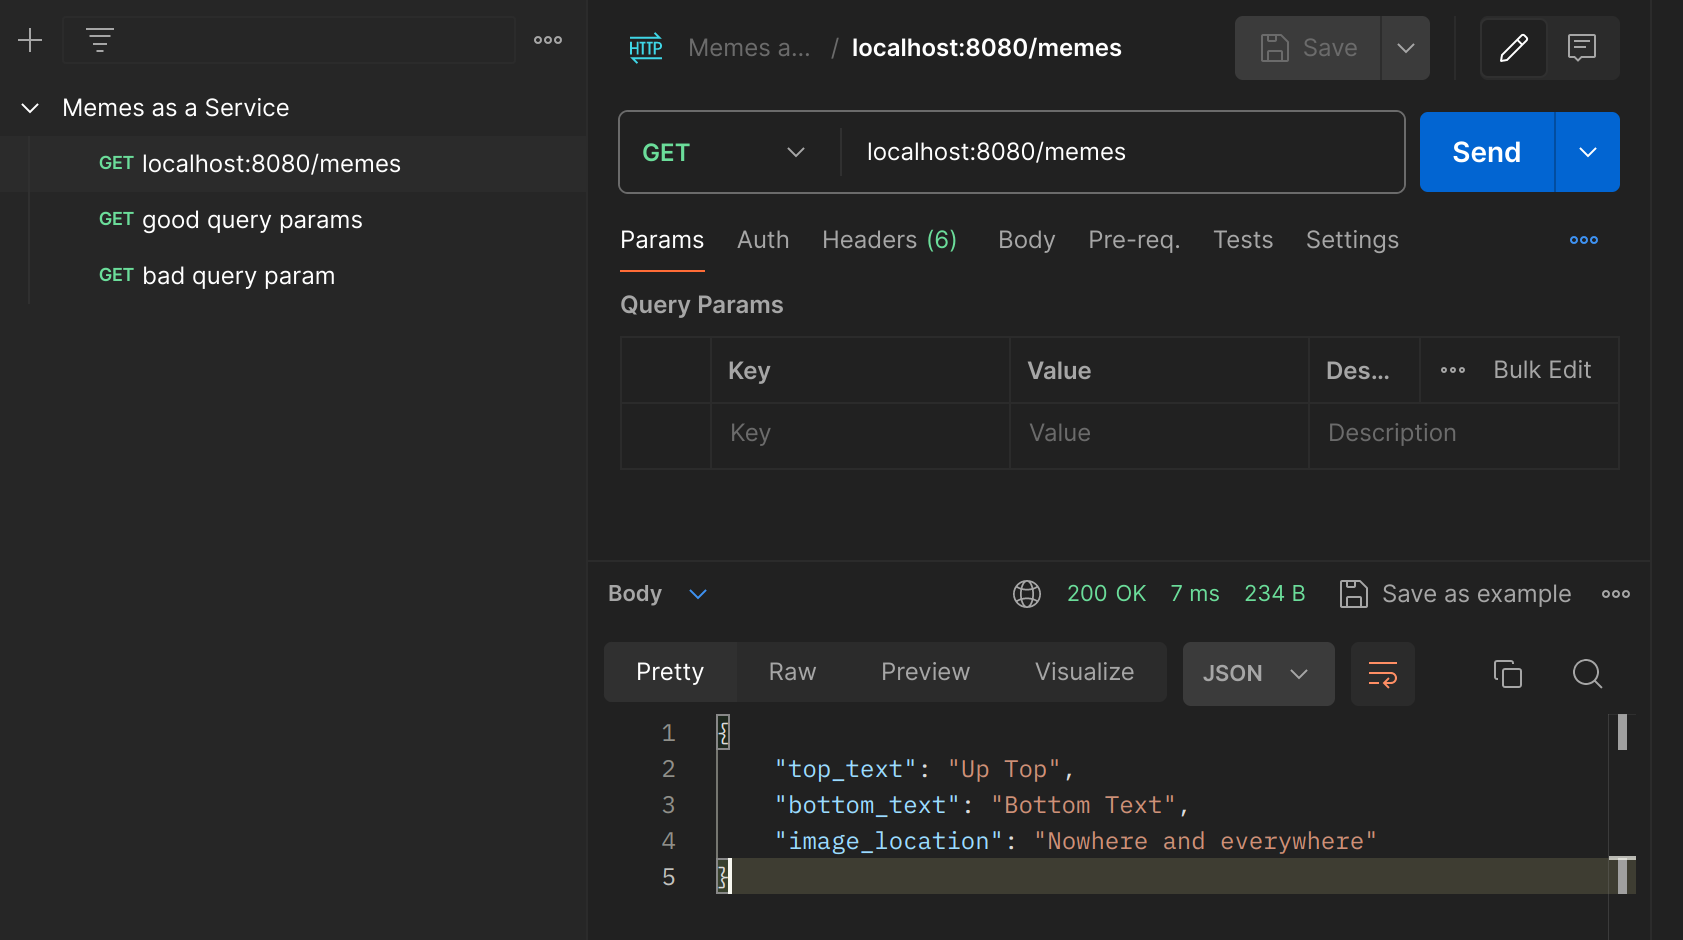 Memes as a Service
GET localhost:8080/memes
GET good query params
GET bad query param
HTTP Memes a... / localhost:8080/memes
Save
GET localhost:8080/memes Send
Params Auth Headers (6) Body Pre-req. Tests Settings
Query Params
Key Value Des... Bulk Edit
Key Value Description
Body 200 OK 7 ms 234 B Save as example
Pretty Raw Preview Visualize JSON
1 {
2 "top_text": "Up Top",
3 "bottom_text": "Bottom Text",
4 "image_location": "Nowhere and everywhere"
5 }